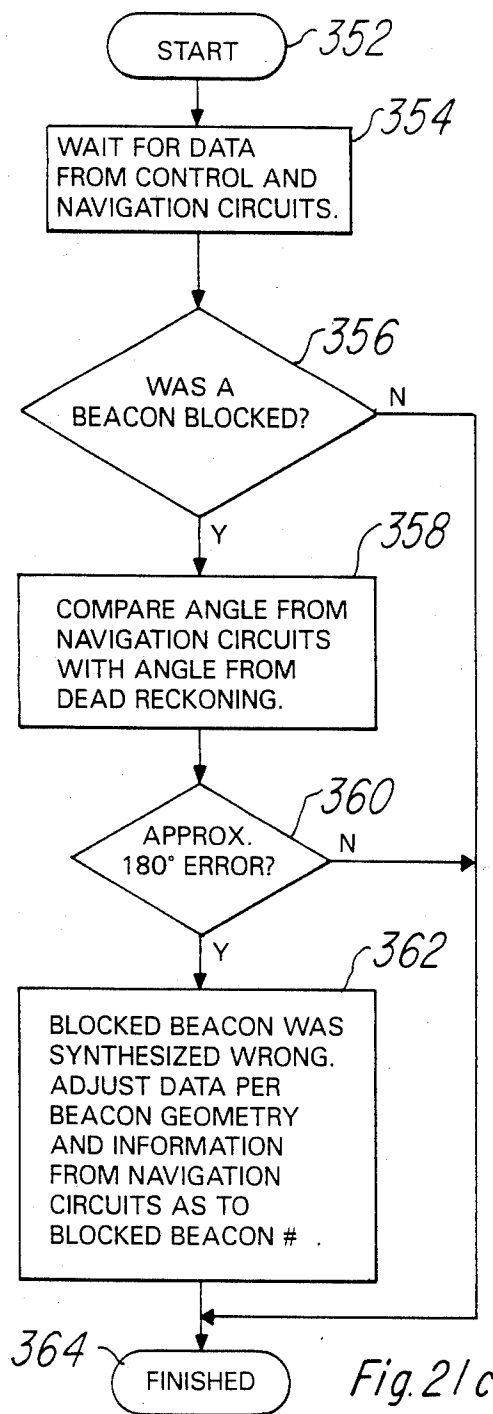 START
352
354
WAIT FOR DATA
FROM CONTROL AND
NAVIGATION CIRCUITS.
356
WAS A
BEACON BLOCKED?
N
Y
358
COMPARE ANGLE FROM
NAVIGATION CIRCUITS
WITH ANGLE FROM
DEAD RECKONING.
360
APPROX.
180° ERROR?
N
Y
362
BLOCKED BEACON WAS
SYNTHESIZED WRONG.
ADJUST DATA PER
BEACON GEOMETRY
AND INFORMATION
FROM NAVIGATION
CIRCUITS AS TO
BLOCKED BEACON # .
364
FINISHED
Fig. 21c